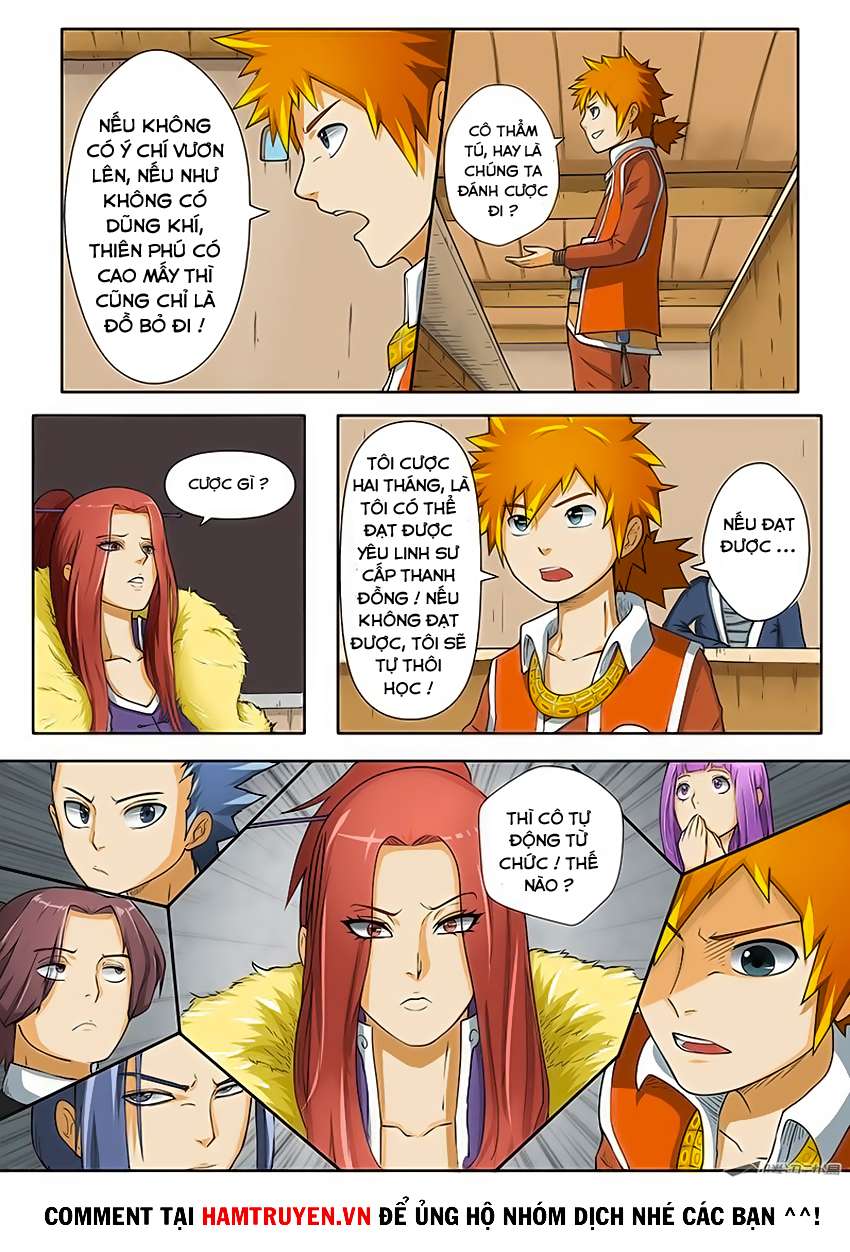 NẾU KHÔNG
CÓ Ý CHÍ VƯƠN
LÊN, NẾU NHƯ
KHÔNG CÓ
DŨNG KHÍ,
THIÊN PHÚ CÓ
CAO MẤY THÌ
CŨNG CHỈ LÀ
ĐỒ BỎ ĐI !
CÔ THẨM
TÚ, HAY LÀ
CHÚNG TA
ĐÁNH CƯỢC
ĐI ?
CƯỢC GÌ ?
TÔI CƯỢC
HAI THÁNG, LÀ
TÔI CÓ THỂ
ĐẠT ĐƯỢC
YÊU LINH SƯ
CẤP THANH
ĐỒNG ! NẾU
KHÔNG ĐẠT
ĐƯỢC, TÔI SẼ
TỰ THÔI
HỌC !
NẾU ĐẠT
ĐƯỢC ...
THÌ CÔ TỰ
ĐỘNG TỪ
CHỨC ! THẾ
NÀO ?
COMMENT TẠI HAMTRUYEN.VN ĐỂ ỦNG HỘ NHÓM DỊCH NHÉ CÁC BẠN ^^!